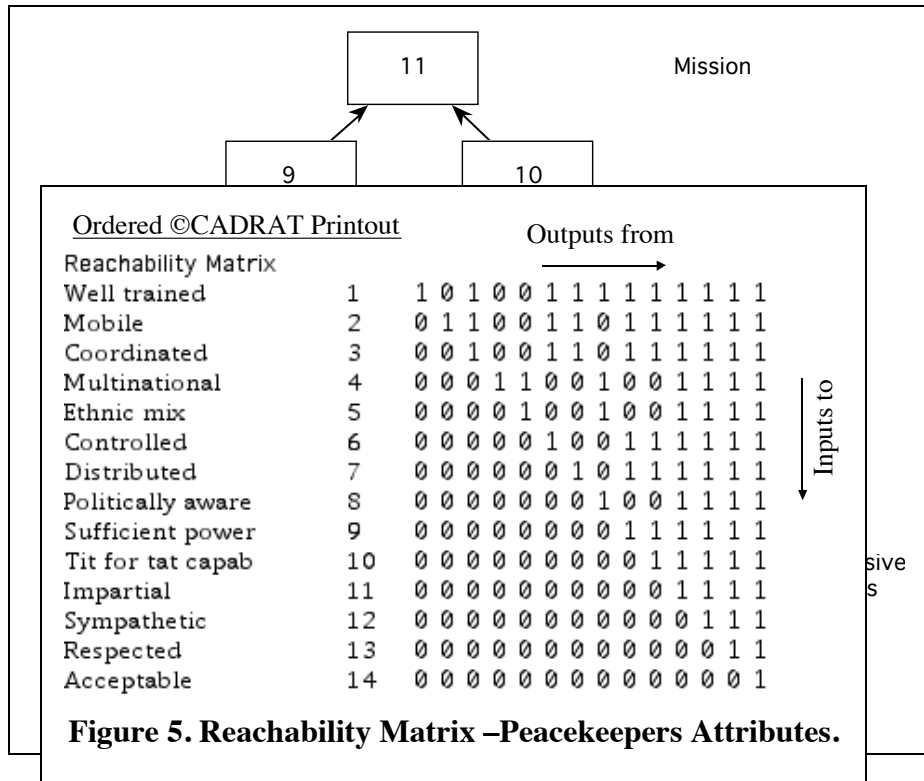 11
Mission
9
10
Ordered ©CADRAT Printout
Outputs from
Reachability Matrix
Well trained 1 1 0 1 0 0 1 1 1 1 1 1 1 1 1
Mobile 2 0 1 1 0 0 1 1 0 1 1 1 1 1 1
Coordinated 3 0 0 1 0 0 1 1 0 1 1 1 1 1 1
Multinational 4 0 0 0 1 1 0 0 1 0 0 1 1 1 1
Ethnic mix 5 0 0 0 0 1 0 0 1 0 0 1 1 1 1
Controlled 6 0 0 0 0 0 1 0 0 1 1 1 1 1 1
Distributed 7 0 0 0 0 0 0 1 0 1 1 1 1 1 1
Politically aware 8 0 0 0 0 0 0 0 1 0 0 1 1 1 1
Sufficient power 9 0 0 0 0 0 0 0 0 1 1 1 1 1 1
Tit for tat capab 10 0 0 0 0 0 0 0 0 0 1 1 1 1 1
Impartial 11 0 0 0 0 0 0 0 0 0 0 1 1 1 1
Sympathetic 12 0 0 0 0 0 0 0 0 0 0 0 1 1 1
Respected 13 0 0 0 0 0 0 0 0 0 0 0 0 1 1
Acceptable 14 0 0 0 0 0 0 0 0 0 0 0 0 0 1
Inputs to
sive
s
Figure 5. Reachability Matrix –Peacekeepers Attributes.